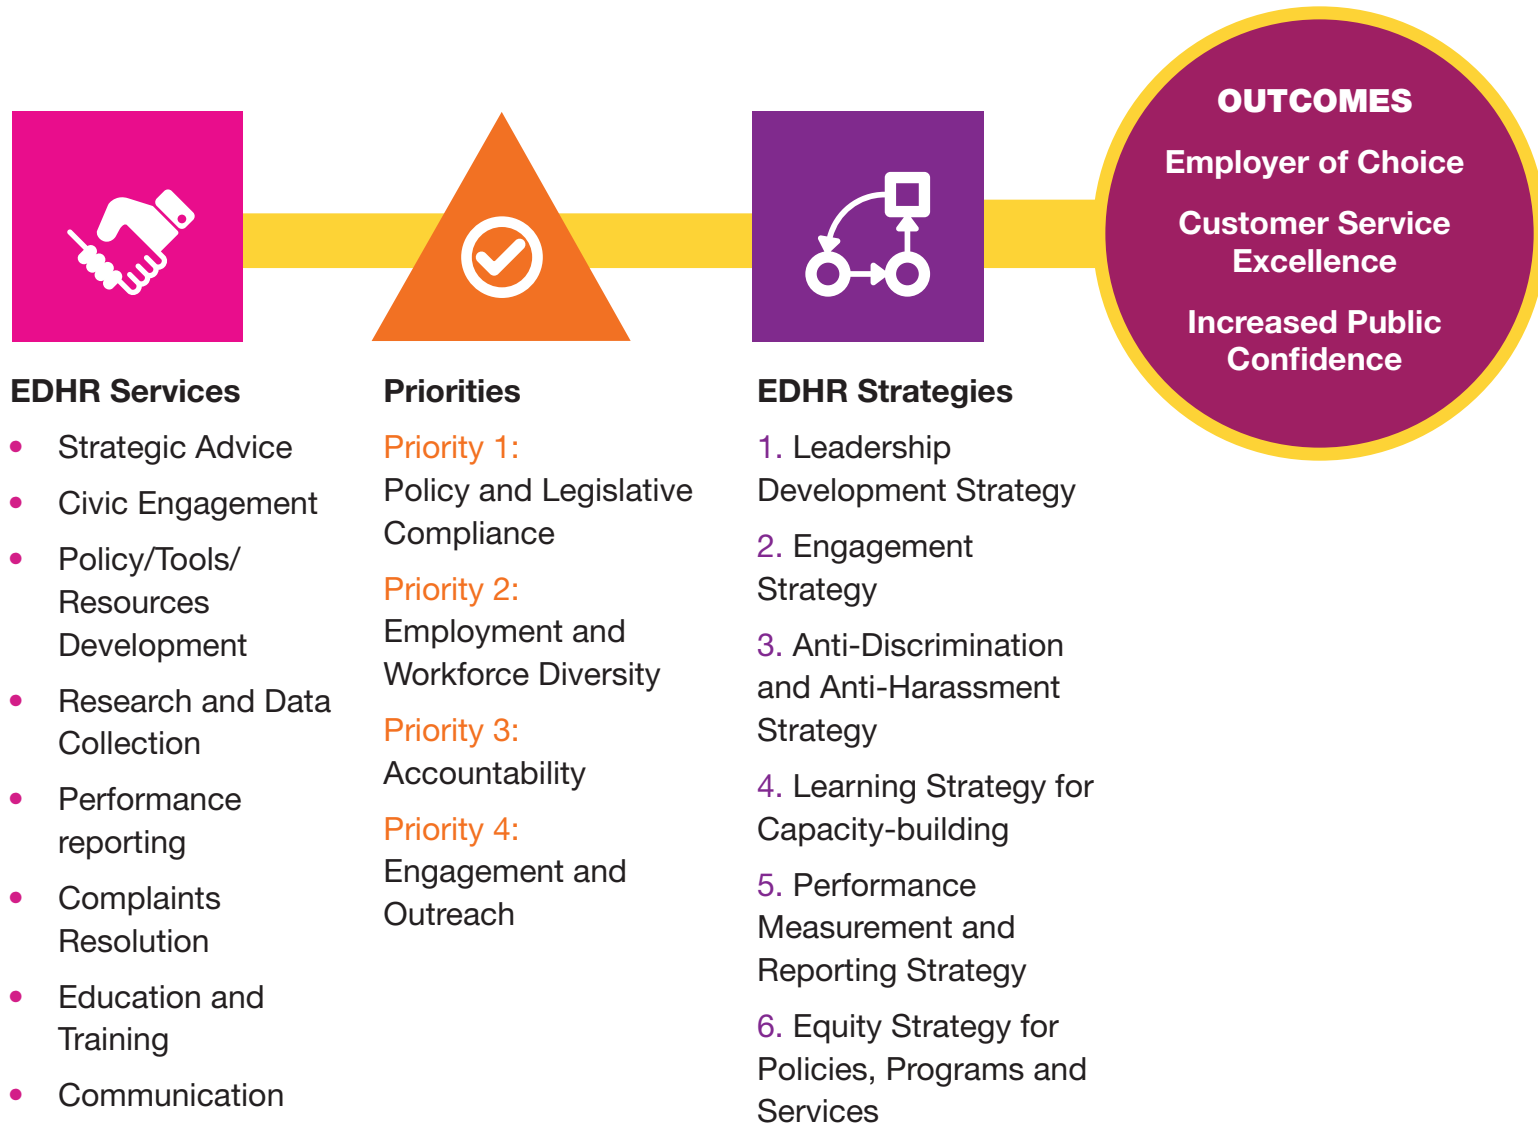 OUTCOMES
Employer of Choice
Customer Service
Excellence
Increased Public
Confidence
EDHR Services
• Strategic Advice
• Civic Engagement
• Policy/Tools/
Resources
Development
• Research and Data
Collection
• Performance
reporting
• Complaints
Resolution
• Education and
Training
• Communication
Priorities
Priority 1:
Policy and Legislative
Compliance
Priority 2:
Employment and
Workforce Diversity
Priority 3:
Accountability
Priority 4:
Engagement and
Outreach
EDHR Strategies
1. Leadership
Development Strategy
2. Engagement
Strategy
3. Anti-Discrimination
and Anti-Harassment
Strategy
4. Learning Strategy for
Capacity-building
5. Performance
Measurement and
Reporting Strategy
6. Equity Strategy for
Policies, Programs and
Services